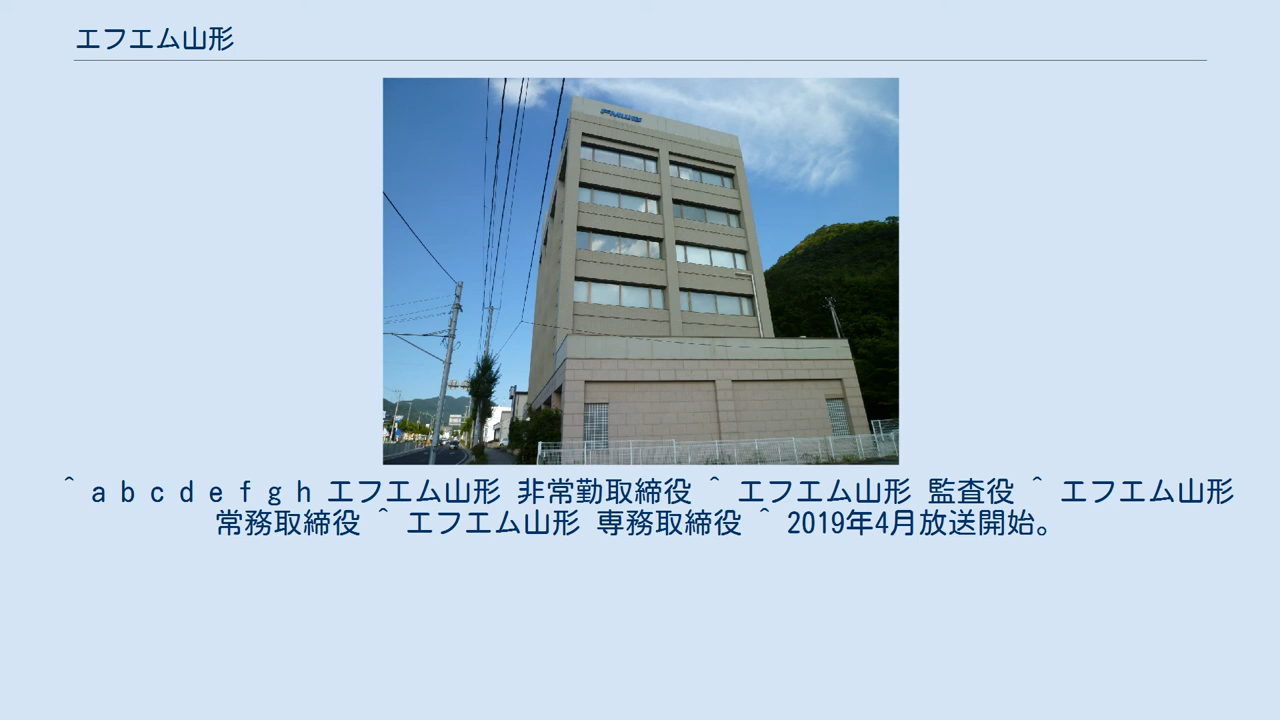 エフエム山形
^ a b c d e f g h エフエム山形 非常勤取締役 ^ エフエム山形 監査役 ^ エフエム山形
常務取締役 ^ エフエム山形 専務取締役 ^ 2019年4月放送開始。